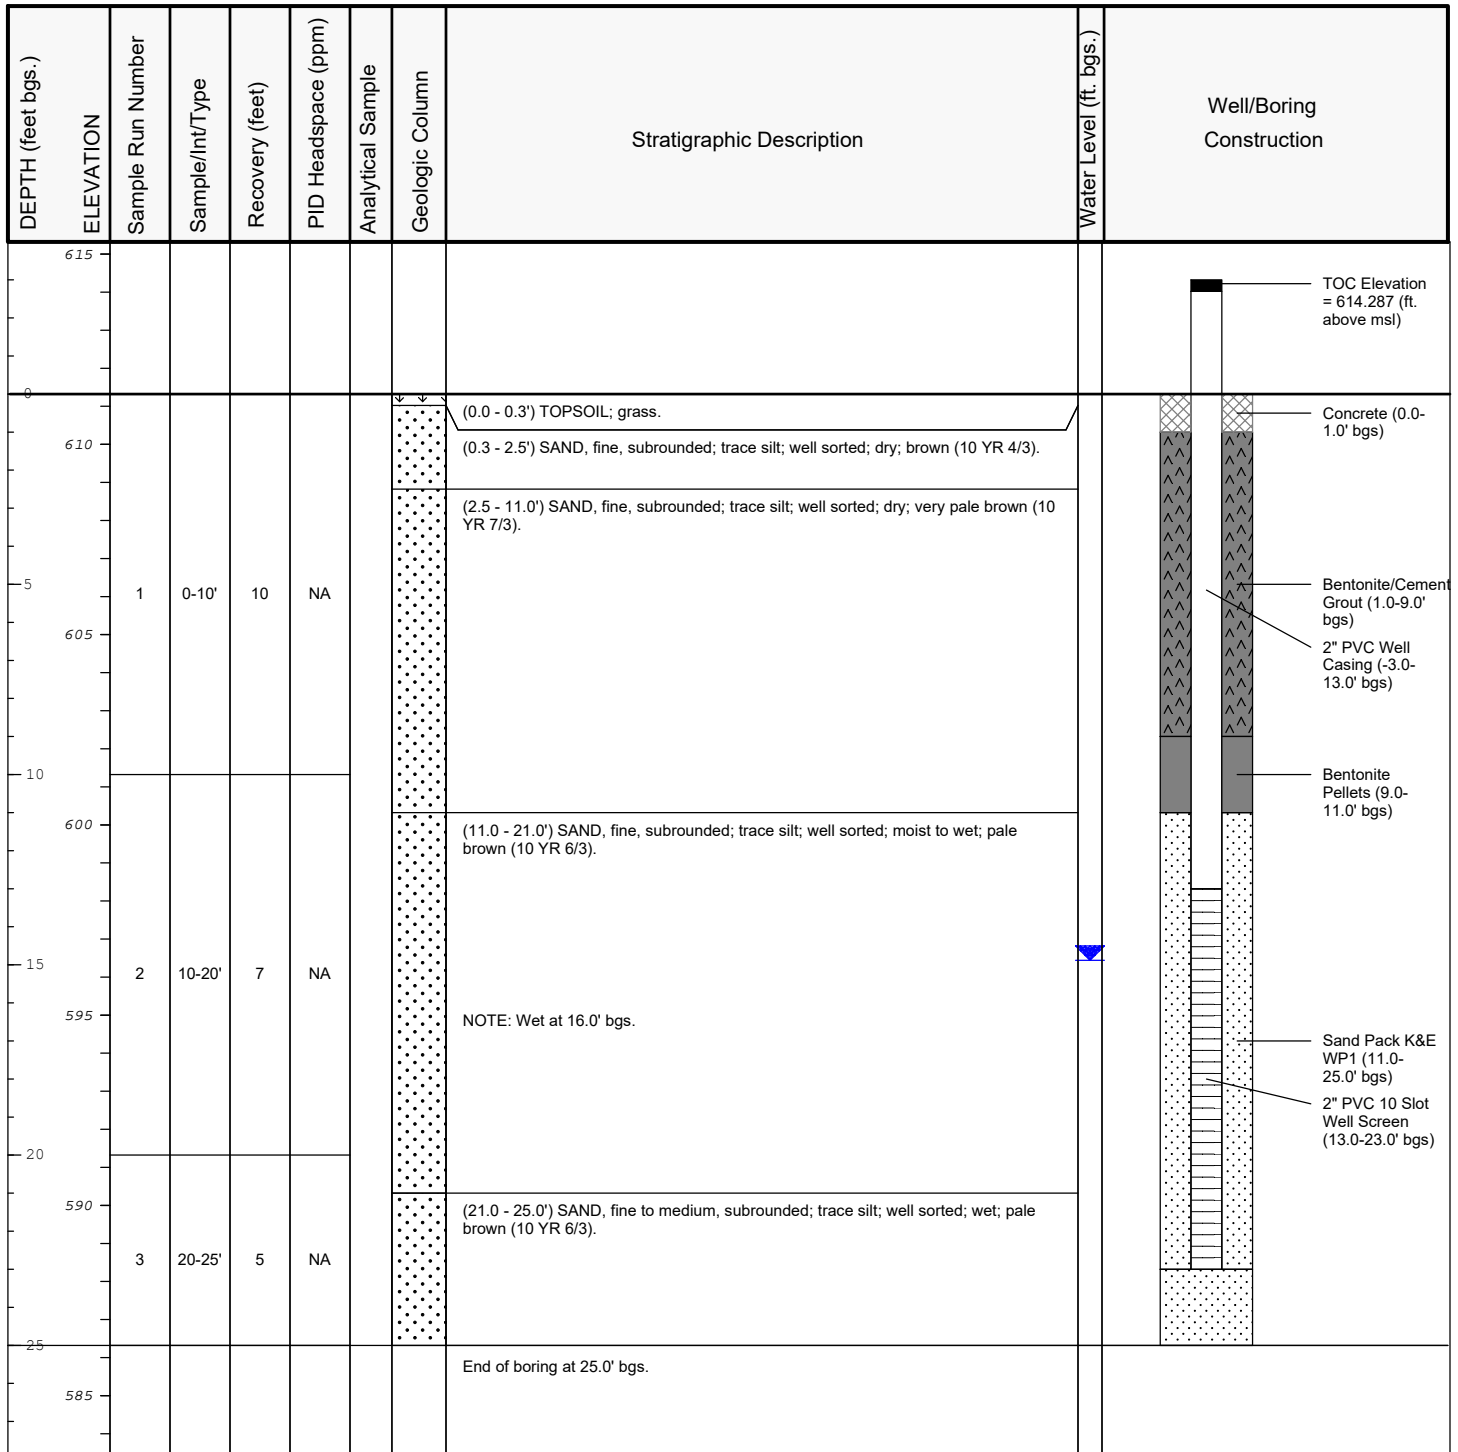 DEPTH (feet bgs.)
ELEVATION
Sample Run Number
Sample/Int/Type
Recovery (feet)
PID Headspace (ppm)
Analytical Sample
Geologic Column
Stratigraphic Description
Water Level (ft. bgs.)
Well/Boring
Construction
615
TOC Elevation
= 614.287 (ft.
above msl)
0
(0.0 - 0.3') TOPSOIL; grass.
Concrete (0.0-
1.0' bgs)
610
(0.3 - 2.5') SAND, fine, subrounded; trace silt; well sorted; dry; brown (10 YR 4/3).
(2.5 - 11.0') SAND, fine, subrounded; trace silt; well sorted; dry; very pale brown (10
YR 7/3).
5
1
0-10'
10
NA
Bentonite/Cement
Grout (1.0-9.0'
bgs)
605
2" PVC Well
Casing (-3.0-
13.0' bgs)
10
Bentonite
Pellets (9.0-
11.0' bgs)
600
(11.0 - 21.0') SAND, fine, subrounded; trace silt; well sorted; moist to wet; pale
brown (10 YR 6/3).
15
2
10-20'
7
NA
595
NOTE: Wet at 16.0' bgs.
Sand Pack K&E
WP1 (11.0-
25.0' bgs)
2" PVC 10 Slot
Well Screen
(13.0-23.0' bgs)
20
590
(21.0 - 25.0') SAND, fine to medium, subrounded; trace silt; well sorted; wet; pale
brown (10 YR 6/3).
3
20-25'
5
NA
25
End of boring at 25.0' bgs.
585